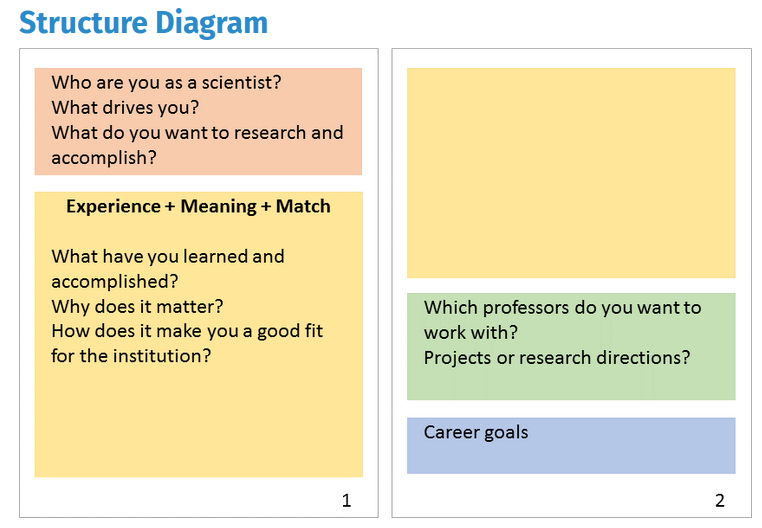 Structure Diagram
Who are you as a scientist?
What drives you?
What do you want to research and
accomplish?
Experience + Meaning + Match
What have you learned and
accomplished?
Why does it matter?
How does it make you a good fit
for the institution?
1
Which professors do you want to
work with?
Projects or research directions?
Career goals
2